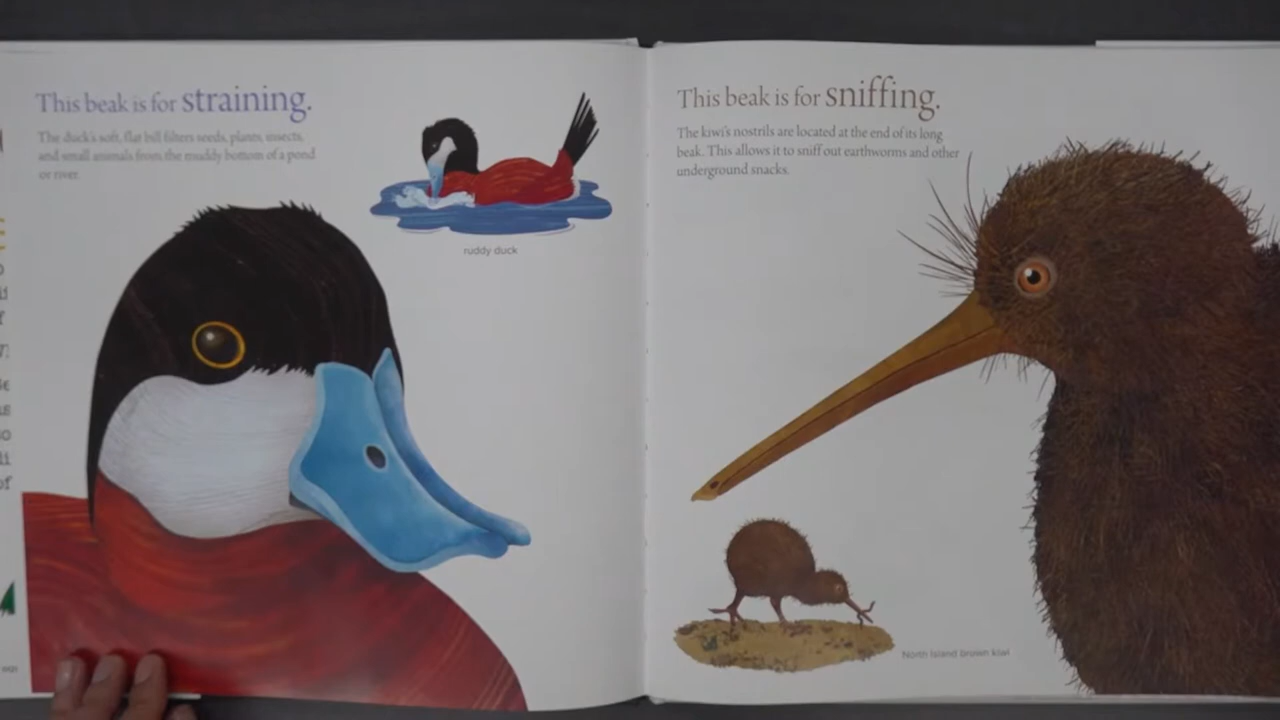 This beak is for straining.
The duck's soft, flat bill filters seeds, plants, insects,
and small animals from the muddy bottom of a pond
or river.
ruddy duck
This beak is for sniffing.
The kiwi's nostrils are located at the end of its long
beak. This allows it to sniff out earthworms and other
underground snacks.
North Island brown kiwi